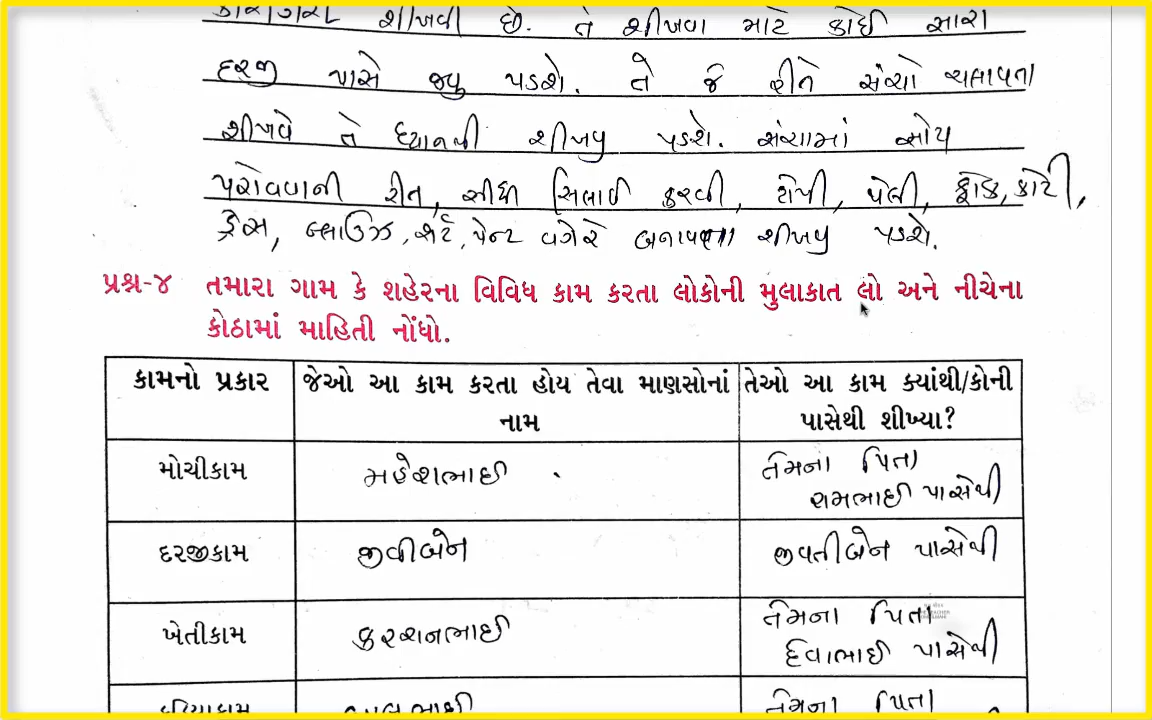 શીખવી છે. તે શીખવા માટે કોઈ સારા
દરજી પાસે જવુ પડશે. તે જે રીતે સંચો ચલાવતા
શીખવે તે ધ્યાનથી શીખવુ પડશે. સંચામાં સોય
પરોવવાની રીત, સીધી સિલાઈ કરવી, ટોપી, થેલી, ફ્રોક, કોટી,
ડ્રેસ, બ્લાઉઝ, શર્ટ, પેન્ટ વગેરે બનાવતા શીખવુ પડશે.
પ્રશ્ન-૪ તમારા ગામ કે શહેરના વિવિધ કામ કરતા લોકોની મુલાકાત લો અને નીચેના
કોઠામાં માહિતી નોંધો.
કામનો પ્રકાર જેઓ આ કામ કરતા હોય તેવા માણસોનાં તેઓ આ કામ ક્યાંથી/કોની
નામ પાસેથી શીખ્યા?
મોચીકામ મહેશભાઈ તેમના પિતા
રામભાઈ પાસેથી
દરજીકામ જીવીબેન જીવતીબેન પાસેથી
ખેતીકામ કરશનભાઈ તેમના પિતા
દેવાભાઈ પાસેથી
તેમના પિતા